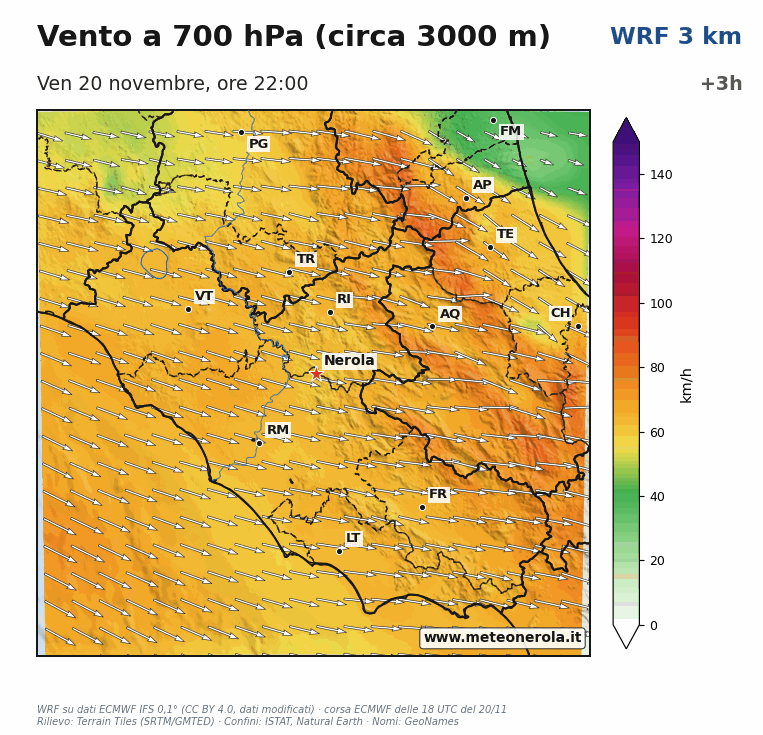 Vento a 700 hPa (circa 3000 m)
WRF 3 km
Ven 20 novembre, ore 22:00
+3h
FM
PG
AP
TE
TR
VT
RI
AQ
CH
Nerola
RM
FR
LT
www.meteonerola.it
140
120
100
80
60
40
20
0
km/h
WRF su dati ECMWF IFS 0,1° (CC BY 4.0, dati modificati) · corsa ECMWF delle 18 UTC del 20/11
Rilievo: Terrain Tiles (SRTM/GMTED) · Confini: ISTAT, Natural Earth · Nomi: GeoNames